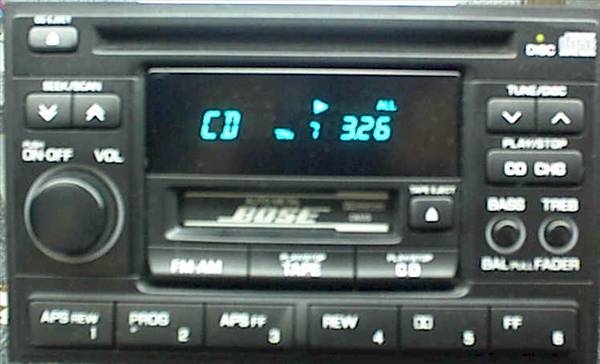 CD EJECT
DISC
SEEK/SCAN
ALL
CD TRK 7 3:26
TUNE/DISC
PUSH
ON·OFF VOL
PLAY/STOP
CD CHG
TAPE EJECT
BOSE
BASS TREB
BAL PULL FADER
FM·AM
PLAY/STOP
TAPE
PLAY/STOP
CD
APS REW 1
PROG 2
APS FF 3
REW 4
5
FF 6